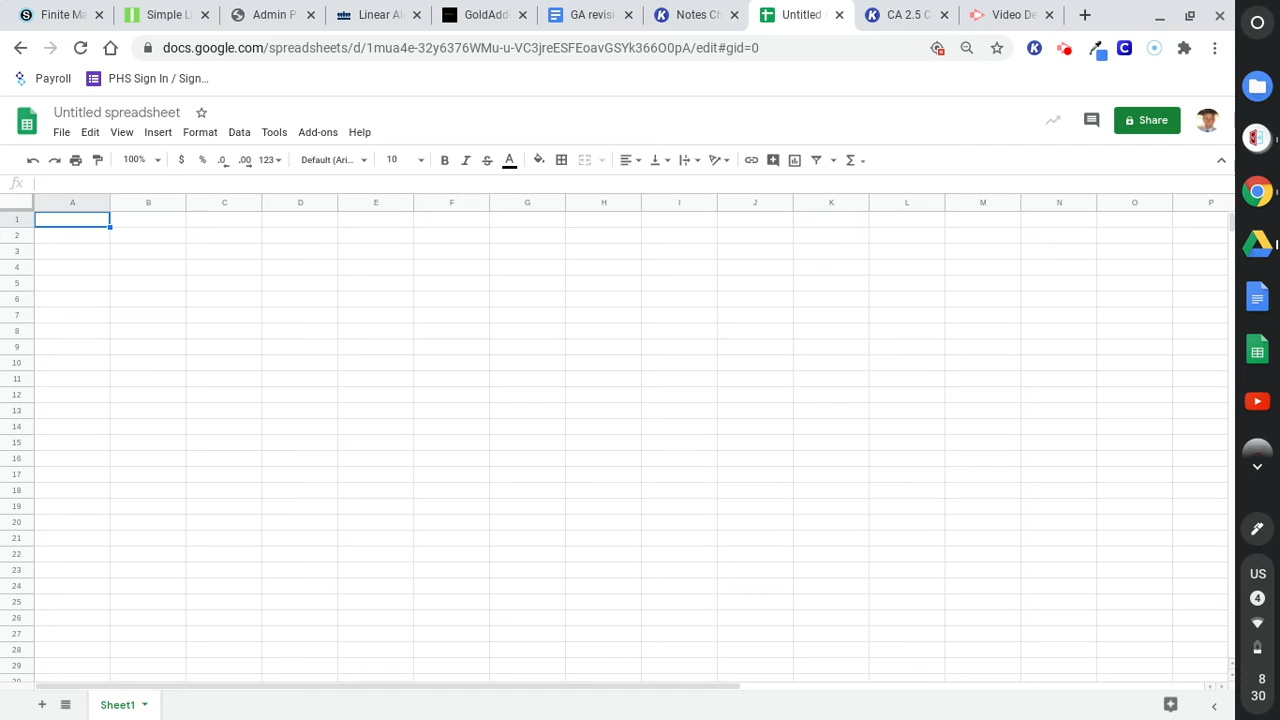 Finite Me Simple Li Admin P Linear Al GoldAdd GA revis Notes Ch Untitled CA 2.5 C Video De
docs.google.com/spreadsheets/d/1mua4e-3Zy6376WMu-u-VC3jreESFEoavGSYk366O0pA/edit#gid=0
Payroll PHS Sign In / Sign...
Untitled spreadsheet
Share
File Edit View Insert Format Data Tools Add-ons Help
100% $ % .0 .00 123 Default (Ari... 10 B I S A Σ
fx
A B C D E F G H I J K L M N O P
1
2
3
4
5
6
7
8
9
10
11
12
13
14
15
16
17
18
19
20
21
22
23
24
25
26
27
28
29
Sheet1
US
4
8
30